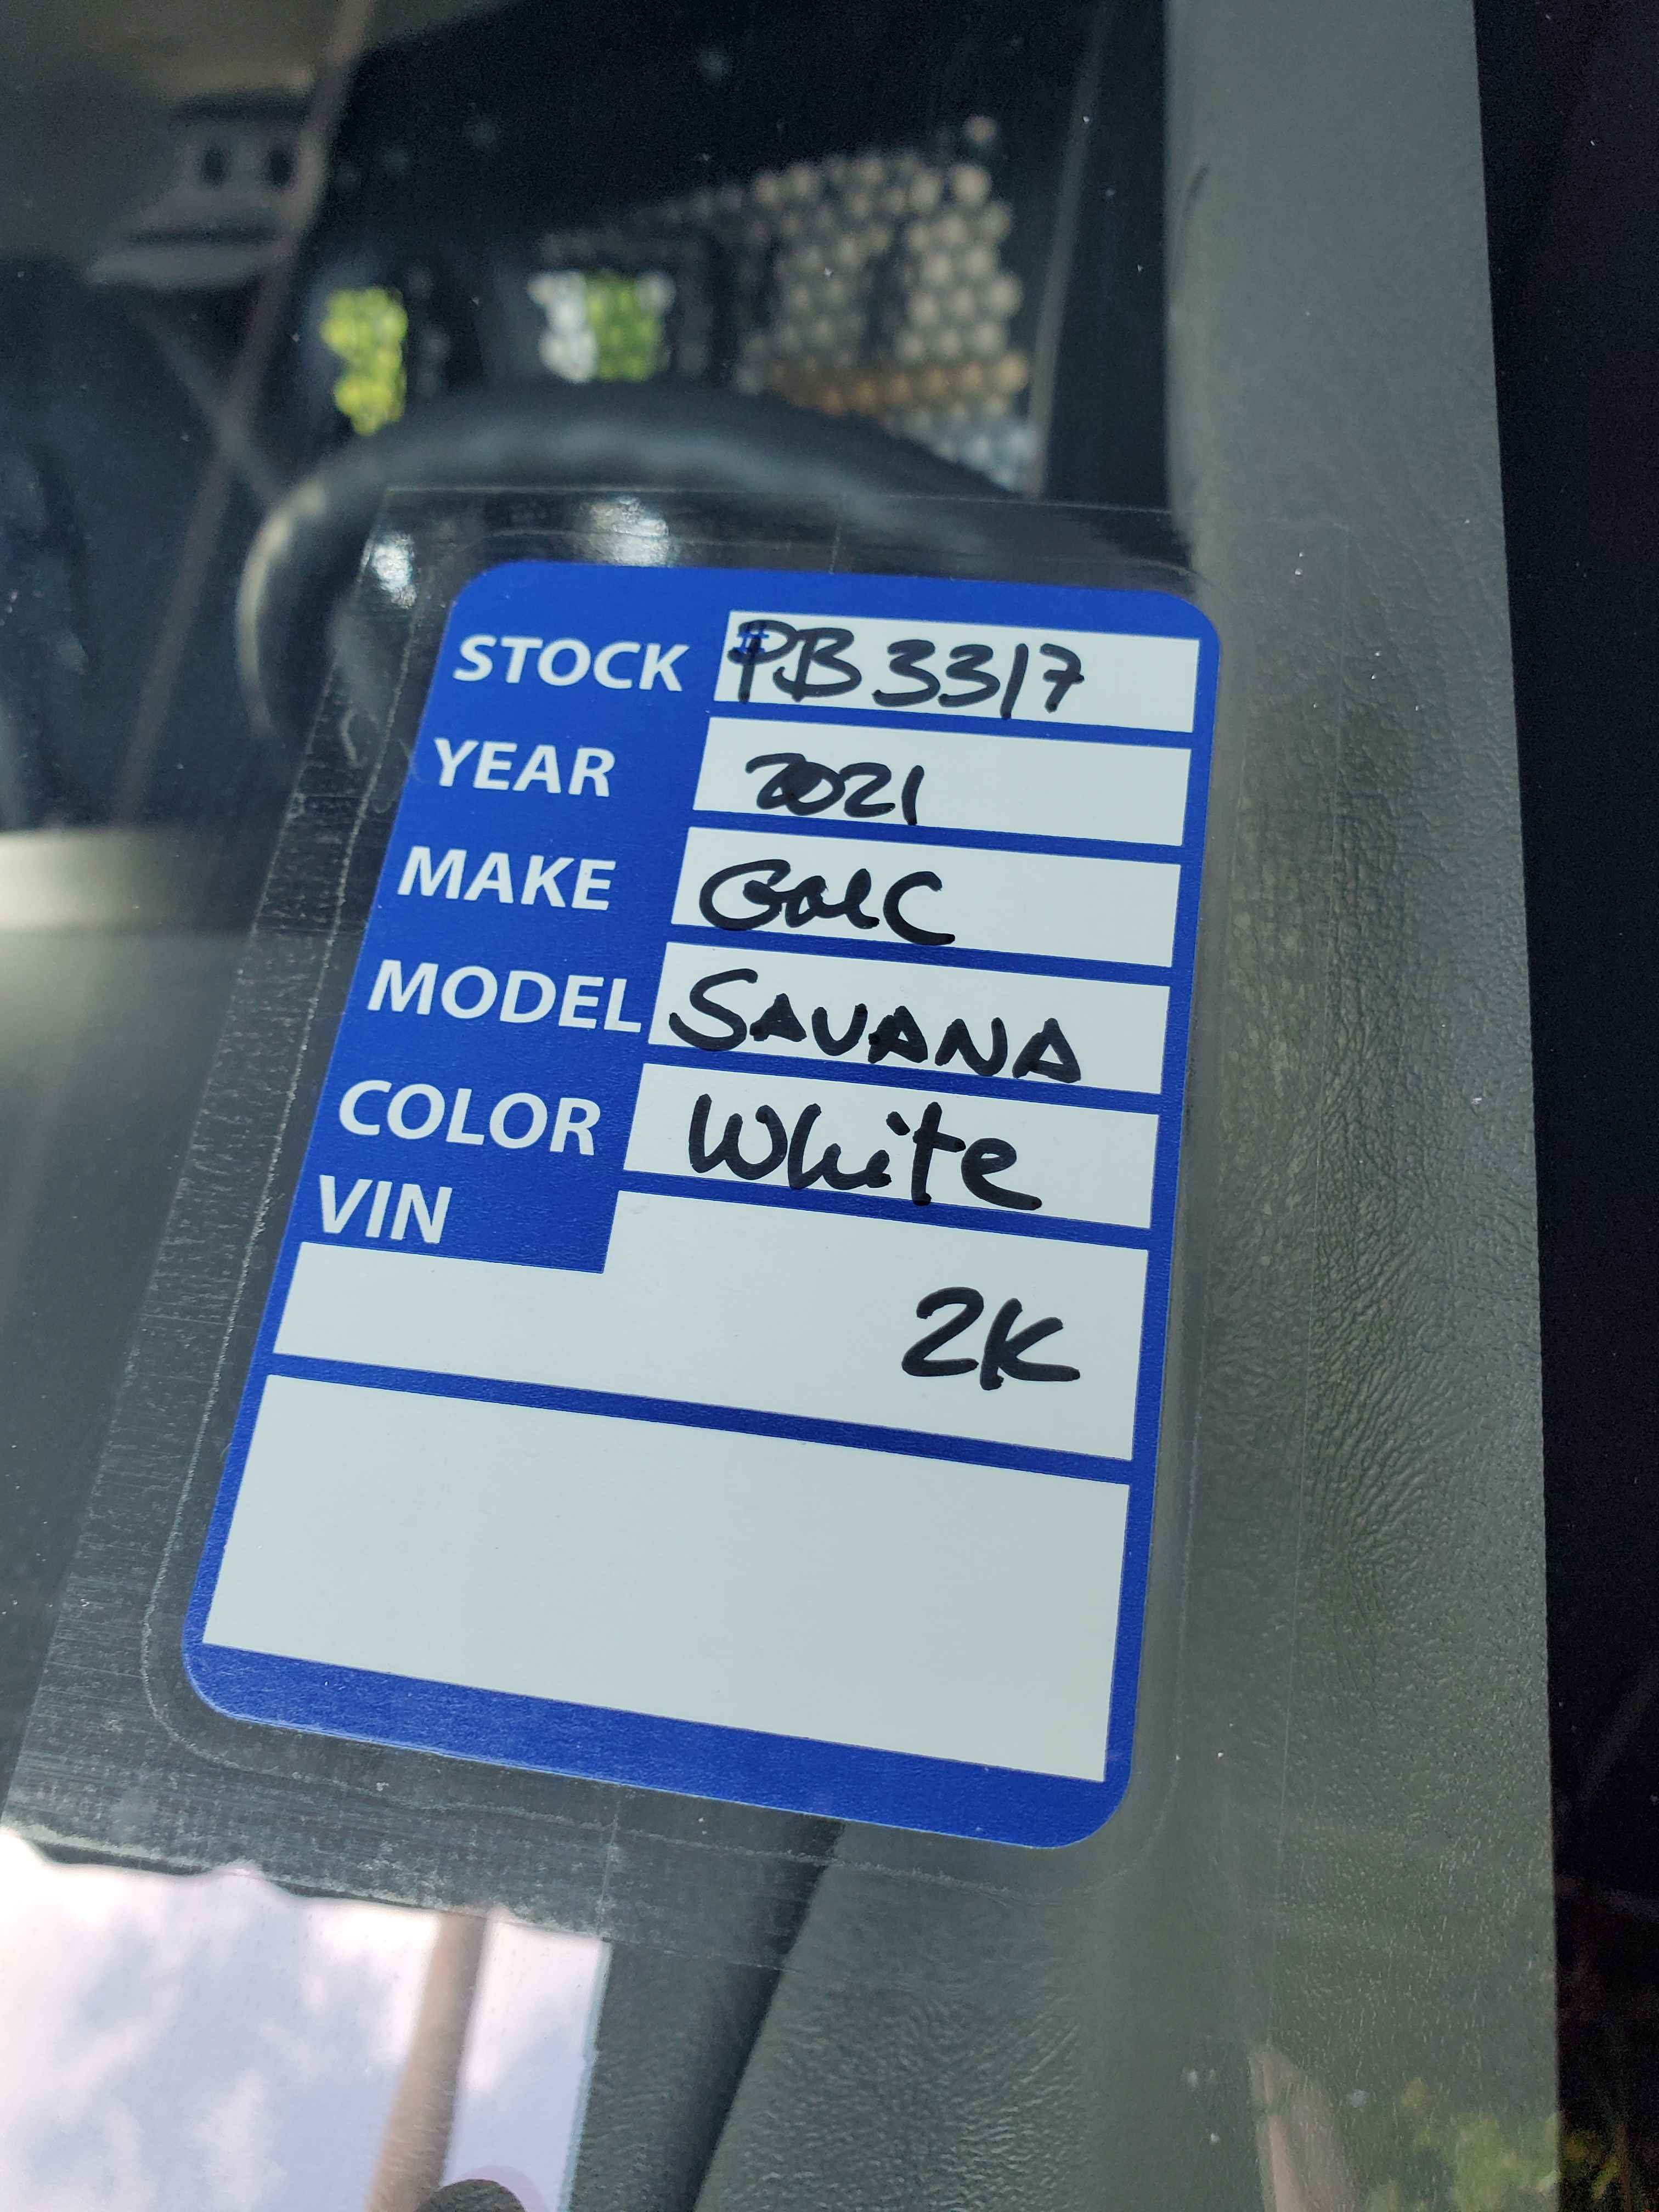 STOCK #PB3317
YEAR 2021
MAKE GMC
MODEL SAVANA
COLOR White
VIN
2K